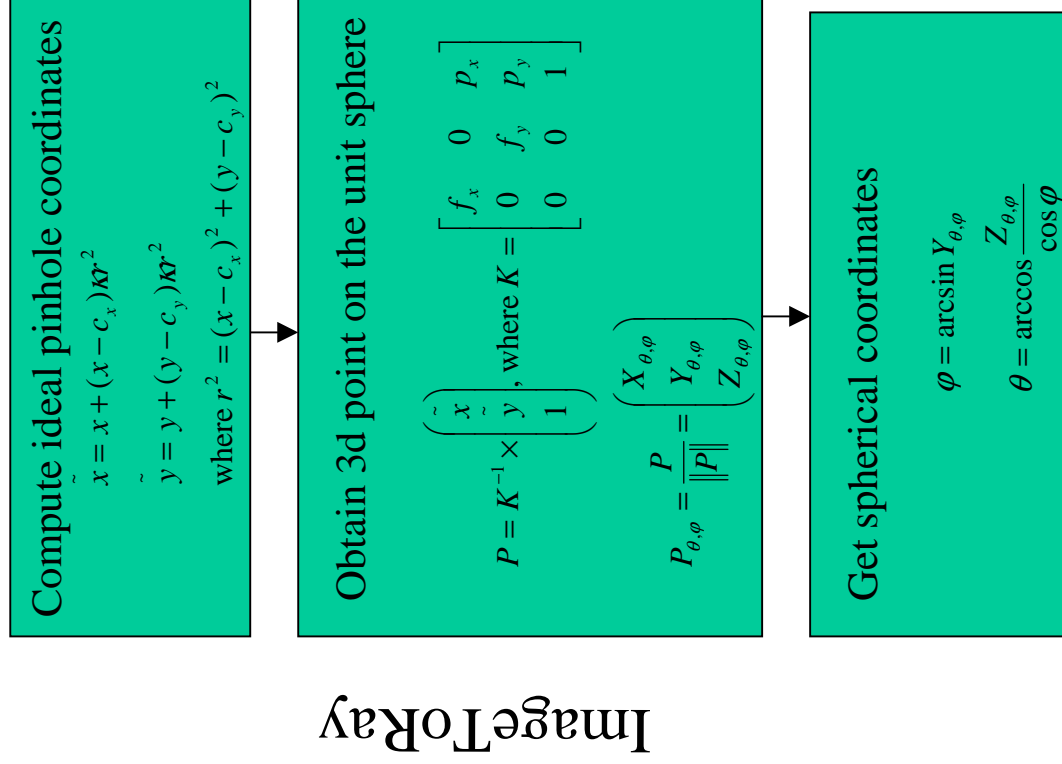 ImageToRay
Compute ideal pinhole coordinates
x̃ = x + (x − c_x)κr²
ỹ = y + (y − c_y)κr²
where r² = (x − c_x)² + (y − c_y)²
Obtain 3d point on the unit sphere
P = K⁻¹ × (x̃ ỹ 1), where K = [f_x 0 p_x; 0 f_y p_y; 0 0 1]
P_θ,φ = P / ‖P‖ = (X_θ,φ Y_θ,φ Z_θ,φ)
Get spherical coordinates
φ = arcsin Y_θ,φ
θ = arccos Z_θ,φ / cos φ